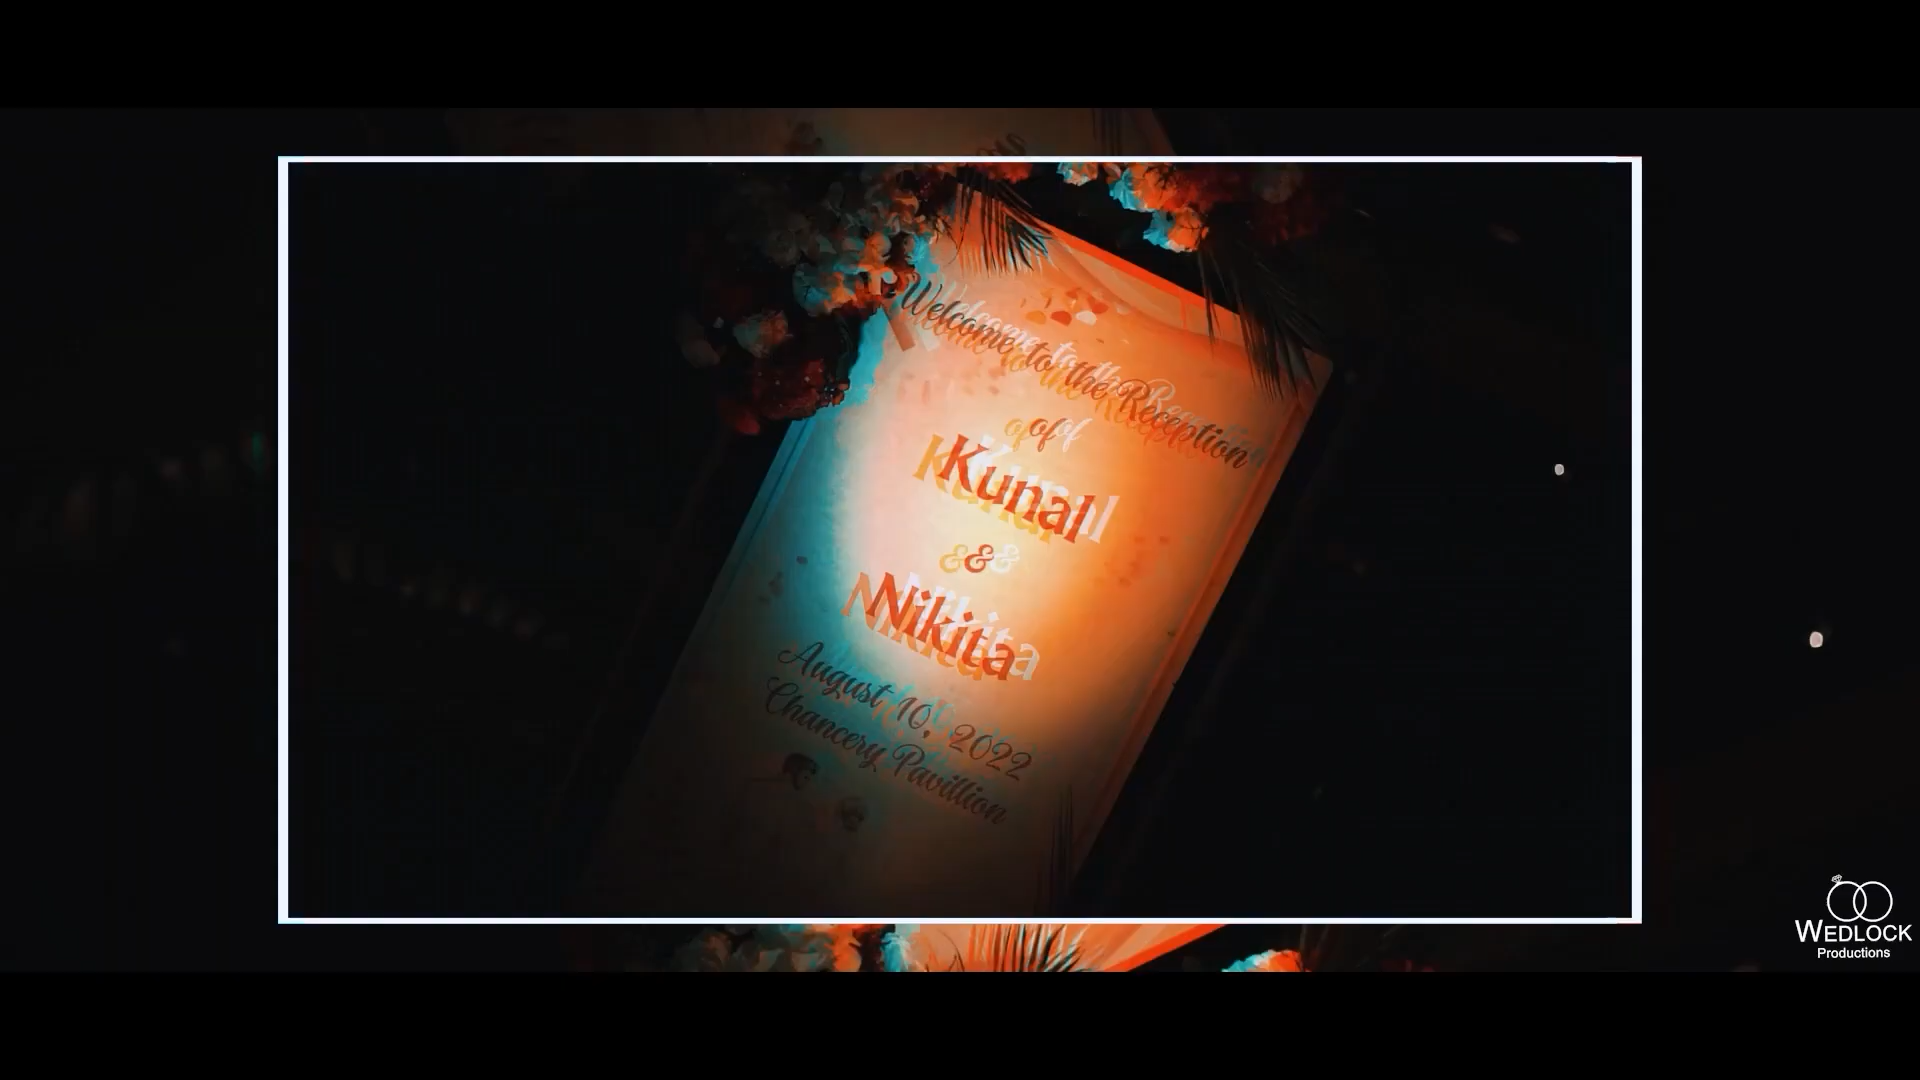 Welcome to the Reception
of
Kunal
&
Nikita
August 10, 2022
Chancery Pavillion
WEDLOCK
Productions